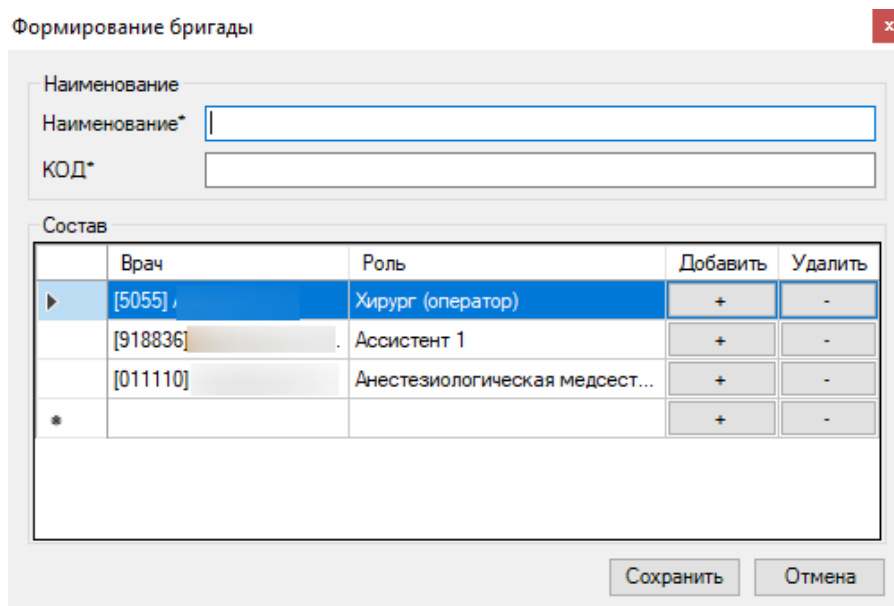 Формирование бригады
x
Наименование
Наименование*
КОД*
Состав
Врач Роль Добавить Удалить
[5055] Хирург (оператор) + -
[918836] . Ассистент 1 + -
[011110] Анестезиологическая медсест... + -
* + -
Сохранить Отмена